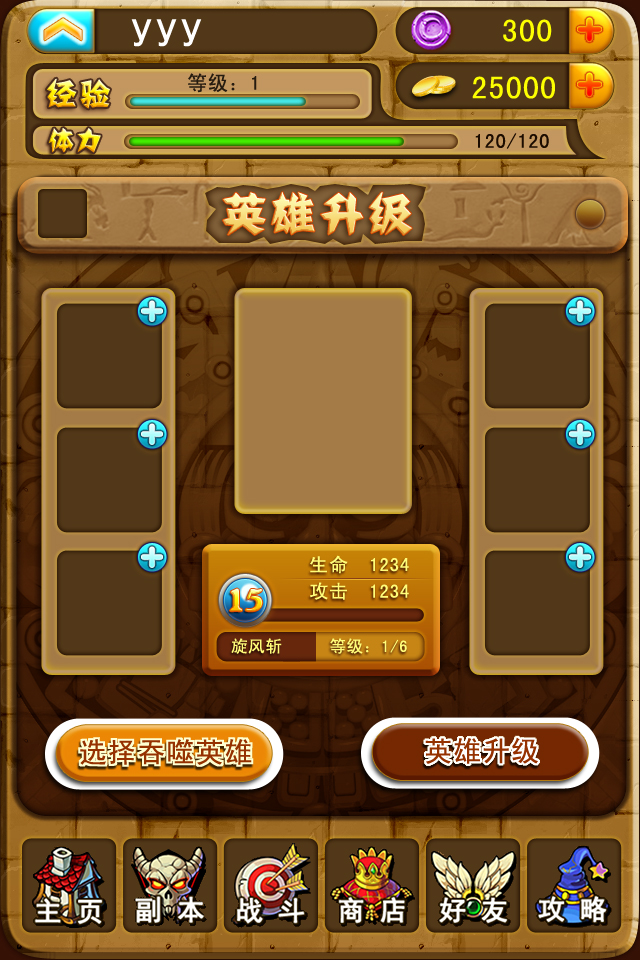 yyy
300
经验
等级：1
25000
体力
120/120
英雄升级
生命 1234
攻击 1234
15
旋风斩
等级：1/6
选择吞噬英雄
英雄升级
主页
副本
战斗
商店
好友
攻略